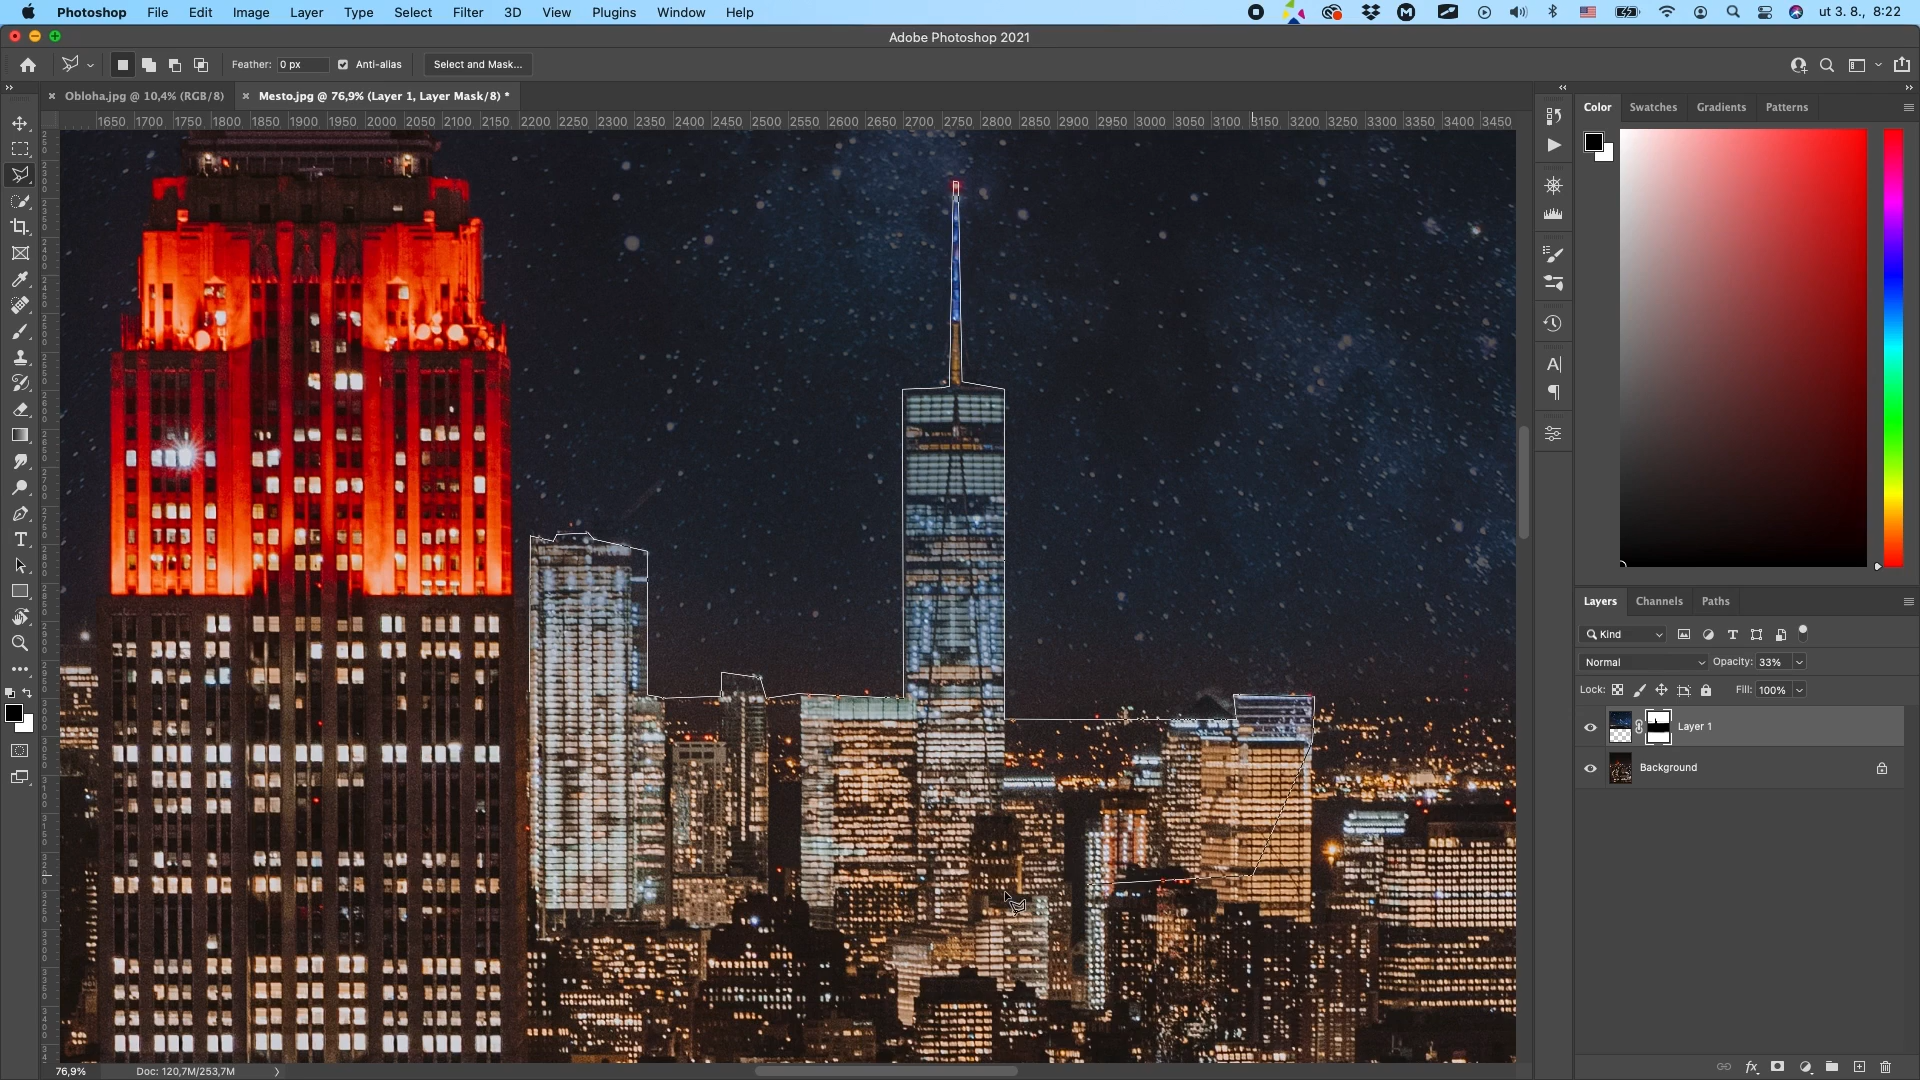 Photoshop File Edit Image Layer Type Select Filter 3D View Plugins Window Help ut 3. 8., 8:22
Adobe Photoshop 2021
Feather: 0 px Anti-alias Select and Mask...
Obloha.jpg @ 10,4% (RGB/8) Mesto.jpg @ 76,9% (Layer 1, Layer Mask/8) *
1650 1700 1750 1800 1850 1900 1950 2000 2050 2100 2150 2200 2250 2300 2350 2400 2450 2500 2550 2600 2650 2700 2750 2800 2850 2900 2950 3000 3050 3100 3150 3200 3250 3300 3350 3400 3450
Color Swatches Gradients Patterns
Layers Channels Paths
Kind
Normal Opacity: 33%
Lock: Fill: 100%
Layer 1
Background
76,9% Doc: 120,7M/253,7M